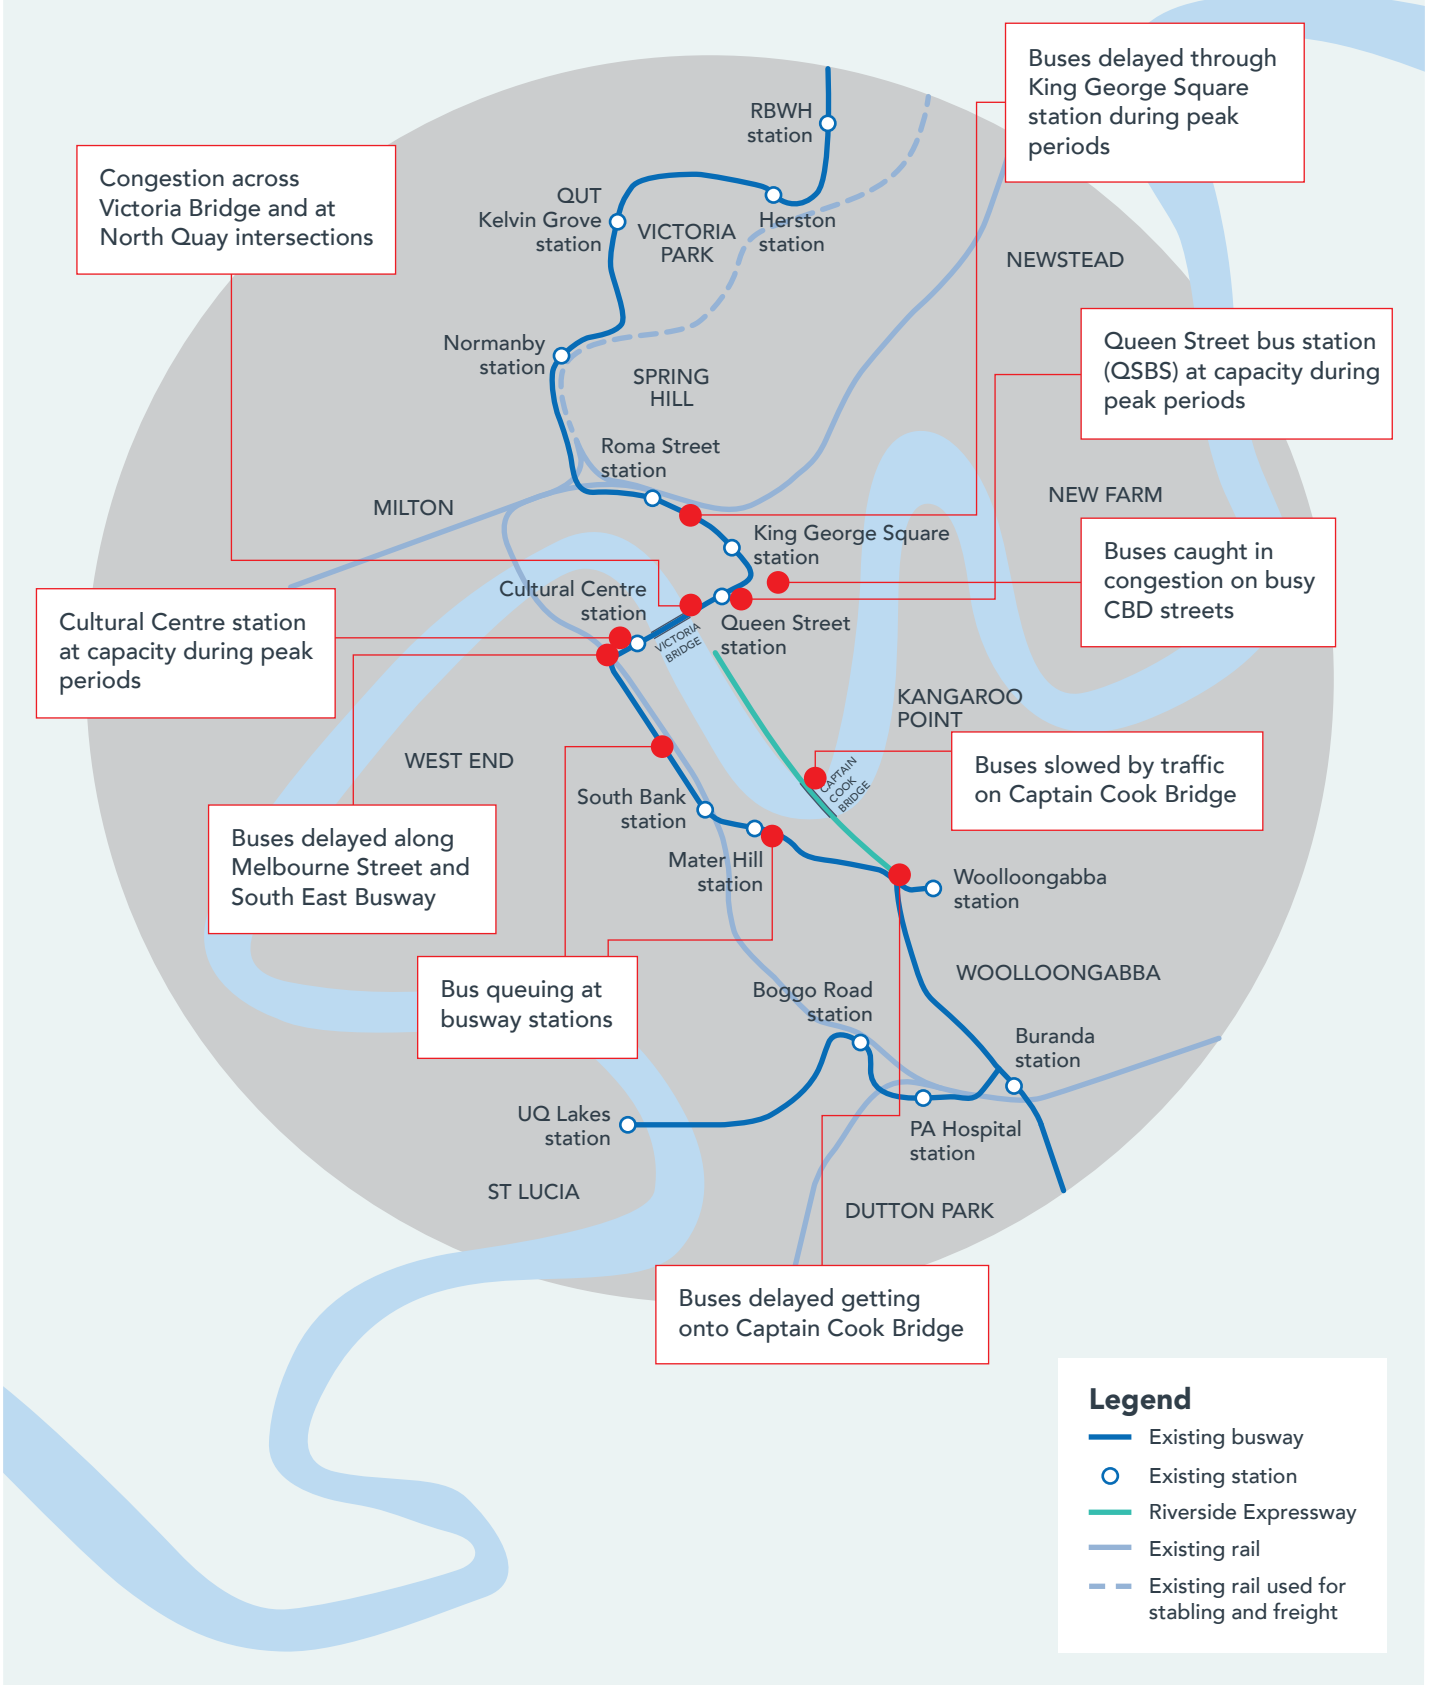 Buses delayed through
King George Square
station during peak
periods
RBWH
station
Congestion across
Victoria Bridge and at
North Quay intersections
QUT
Kelvin Grove
station
VICTORIA
PARK
Herston
station
NEWSTEAD
Queen Street bus station
(QSBS) at capacity during
peak periods
Normanby
station
SPRING
HILL
Roma Street
station
MILTON
NEW FARM
King George Square
station
Buses caught in
congestion on busy
CBD streets
Cultural Centre
station
Cultural Centre station
at capacity during peak
periods
VICTORIA
BRIDGE
Queen Street
station
KANGAROO
POINT
WEST END
Buses slowed by traffic
on Captain Cook Bridge
CAPTAIN
COOK
BRIDGE
South Bank
station
Buses delayed along
Melbourne Street and
South East Busway
Mater Hill
station
Woolloongabba
station
WOOLLOONGABBA
Bus queuing at
busway stations
Boggo Road
station
Buranda
station
UQ Lakes
station
PA Hospital
station
ST LUCIA
DUTTON PARK
Buses delayed getting
onto Captain Cook Bridge
Legend
Existing busway
Existing station
Riverside Expressway
Existing rail
Existing rail used for
stabling and freight